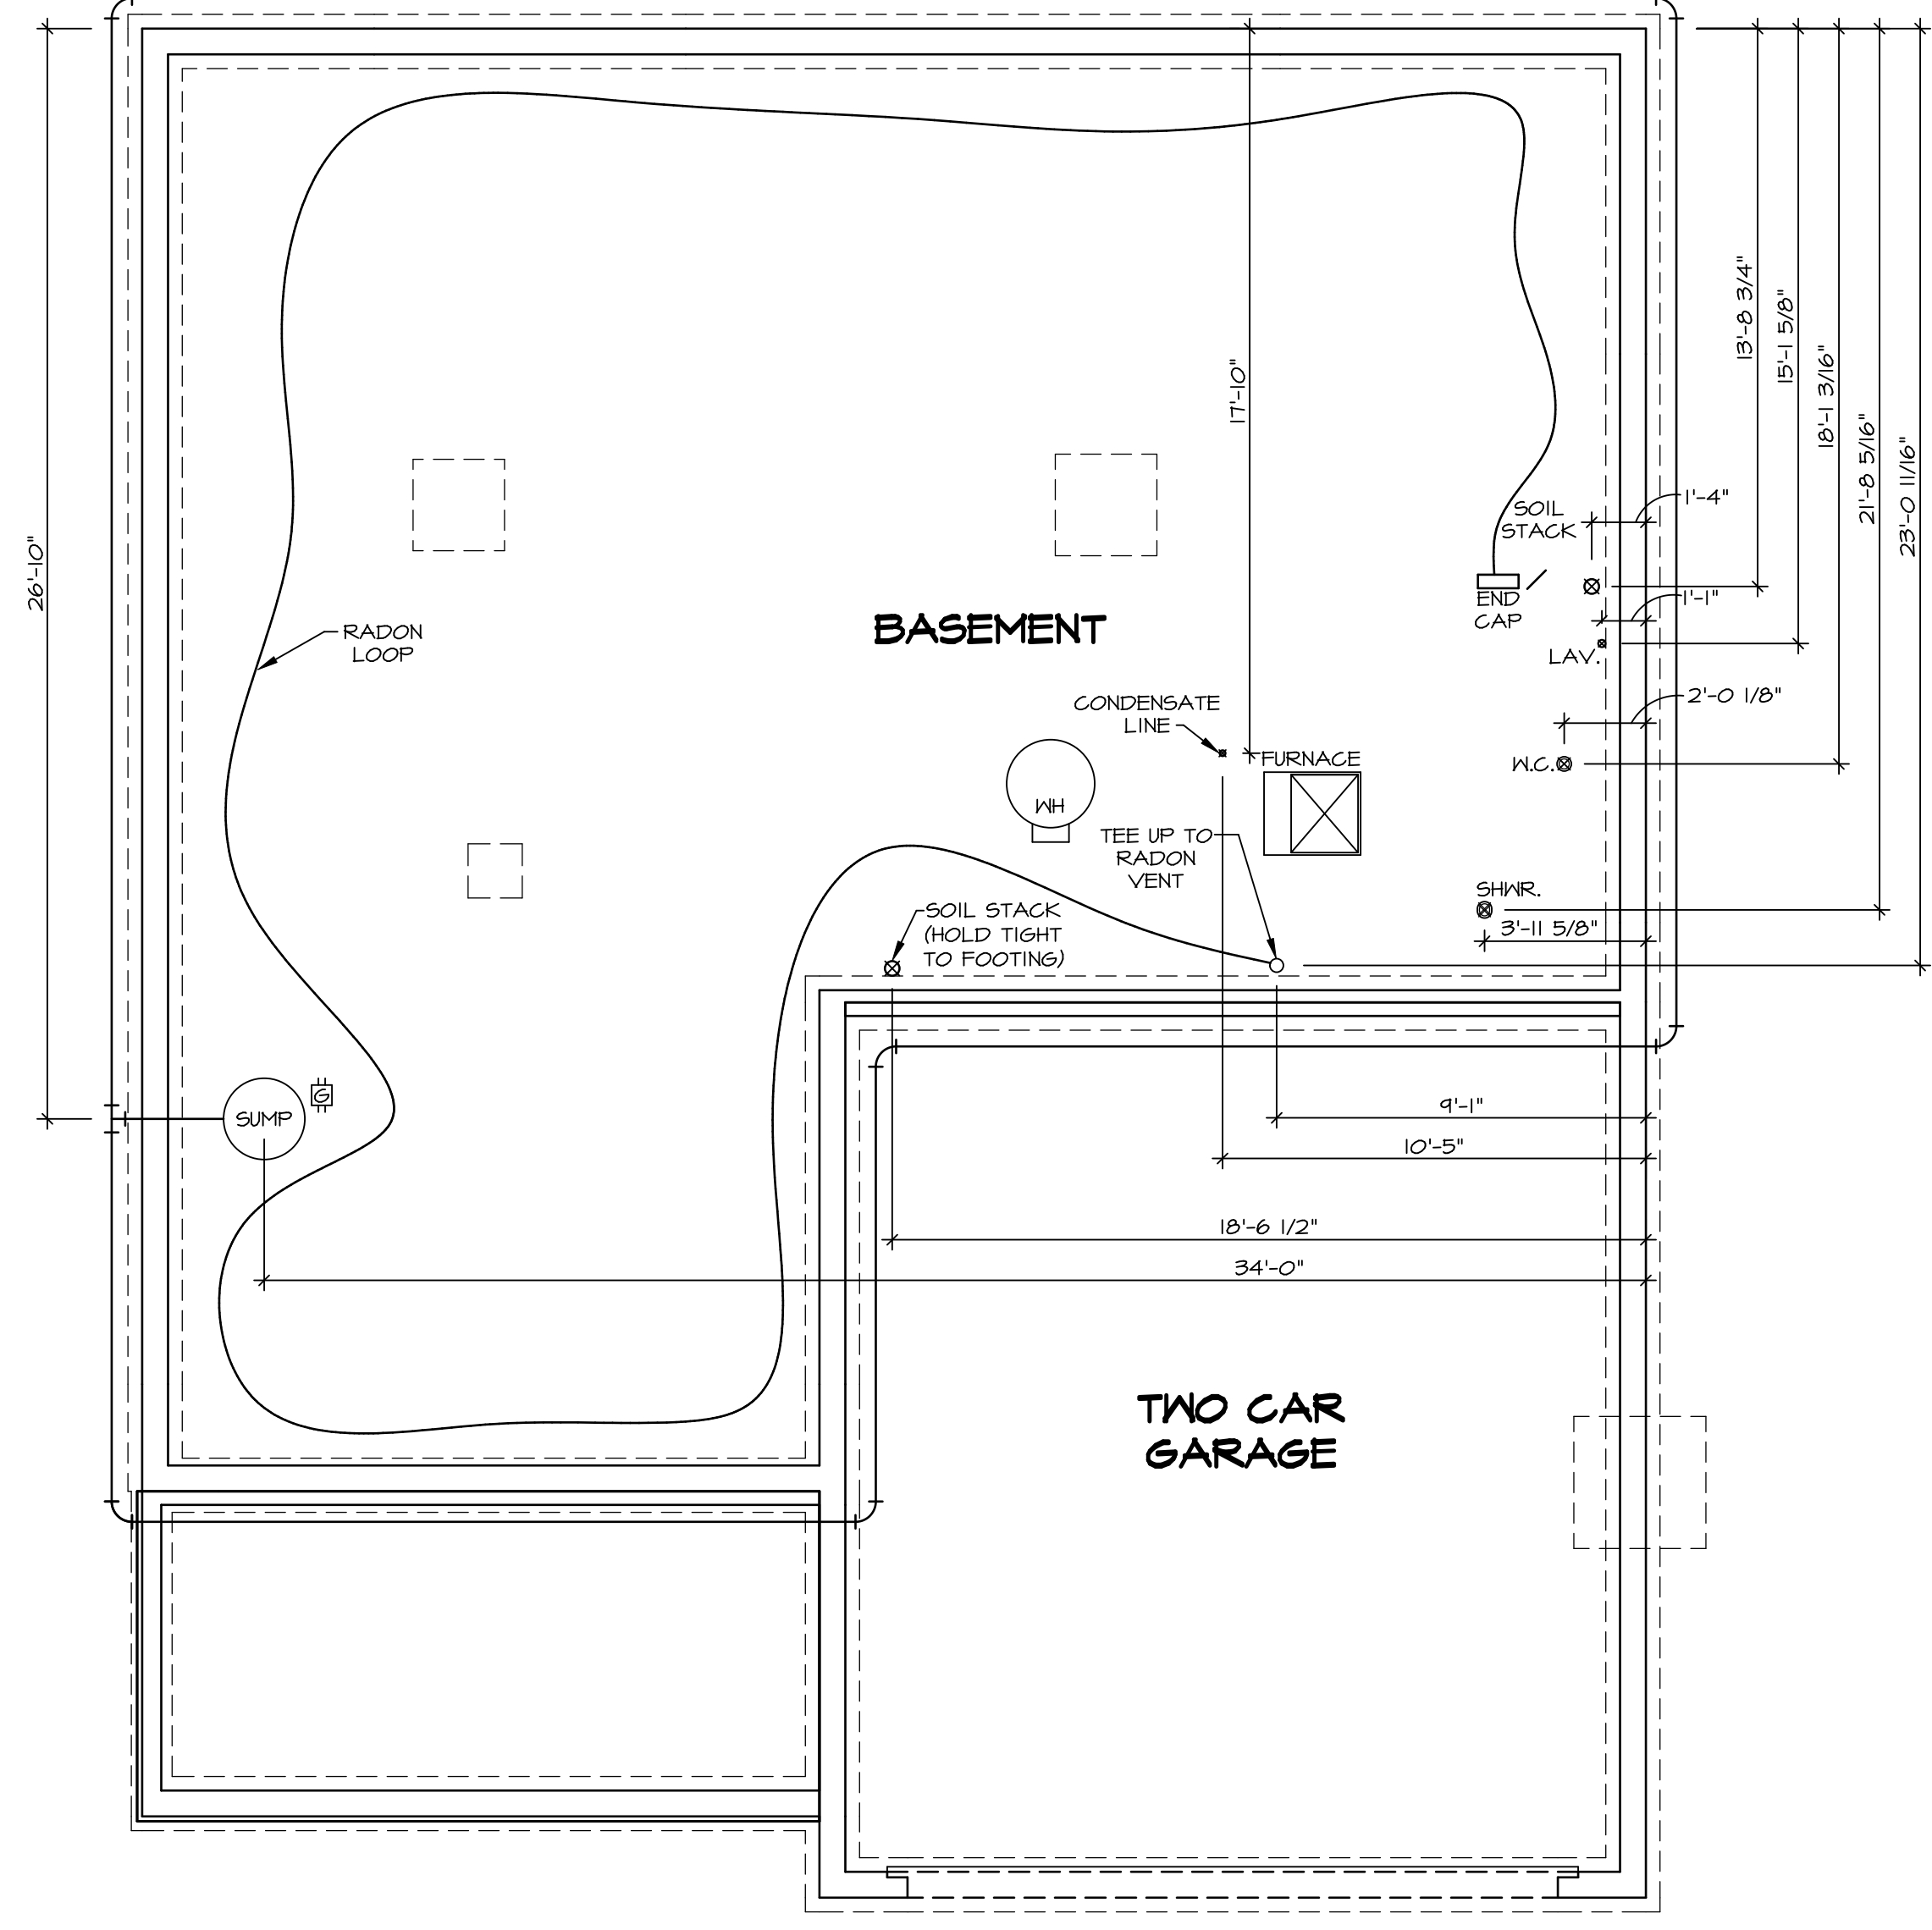 13'-8 3/4"
15'-1 5/8"
18'-1 3/16"
21'-8 5/16"
23'-0 11/16"
17'-10"
26'-10"
1'-4"
SOIL
STACK
END
CAP
1'-1"
LAV.
BASEMENT
RADON
LOOP
2'-0 1/8"
CONDENSATE
LINE
FURNACE
W.C.
WH
TEE UP TO
RADON
VENT
SHWR.
3'-11 5/8"
SOIL STACK
(HOLD TIGHT
TO FOOTING)
G
SUMP
9'-1"
10'-5"
18'-6 1/2"
34'-0"
TWO CAR
GARAGE